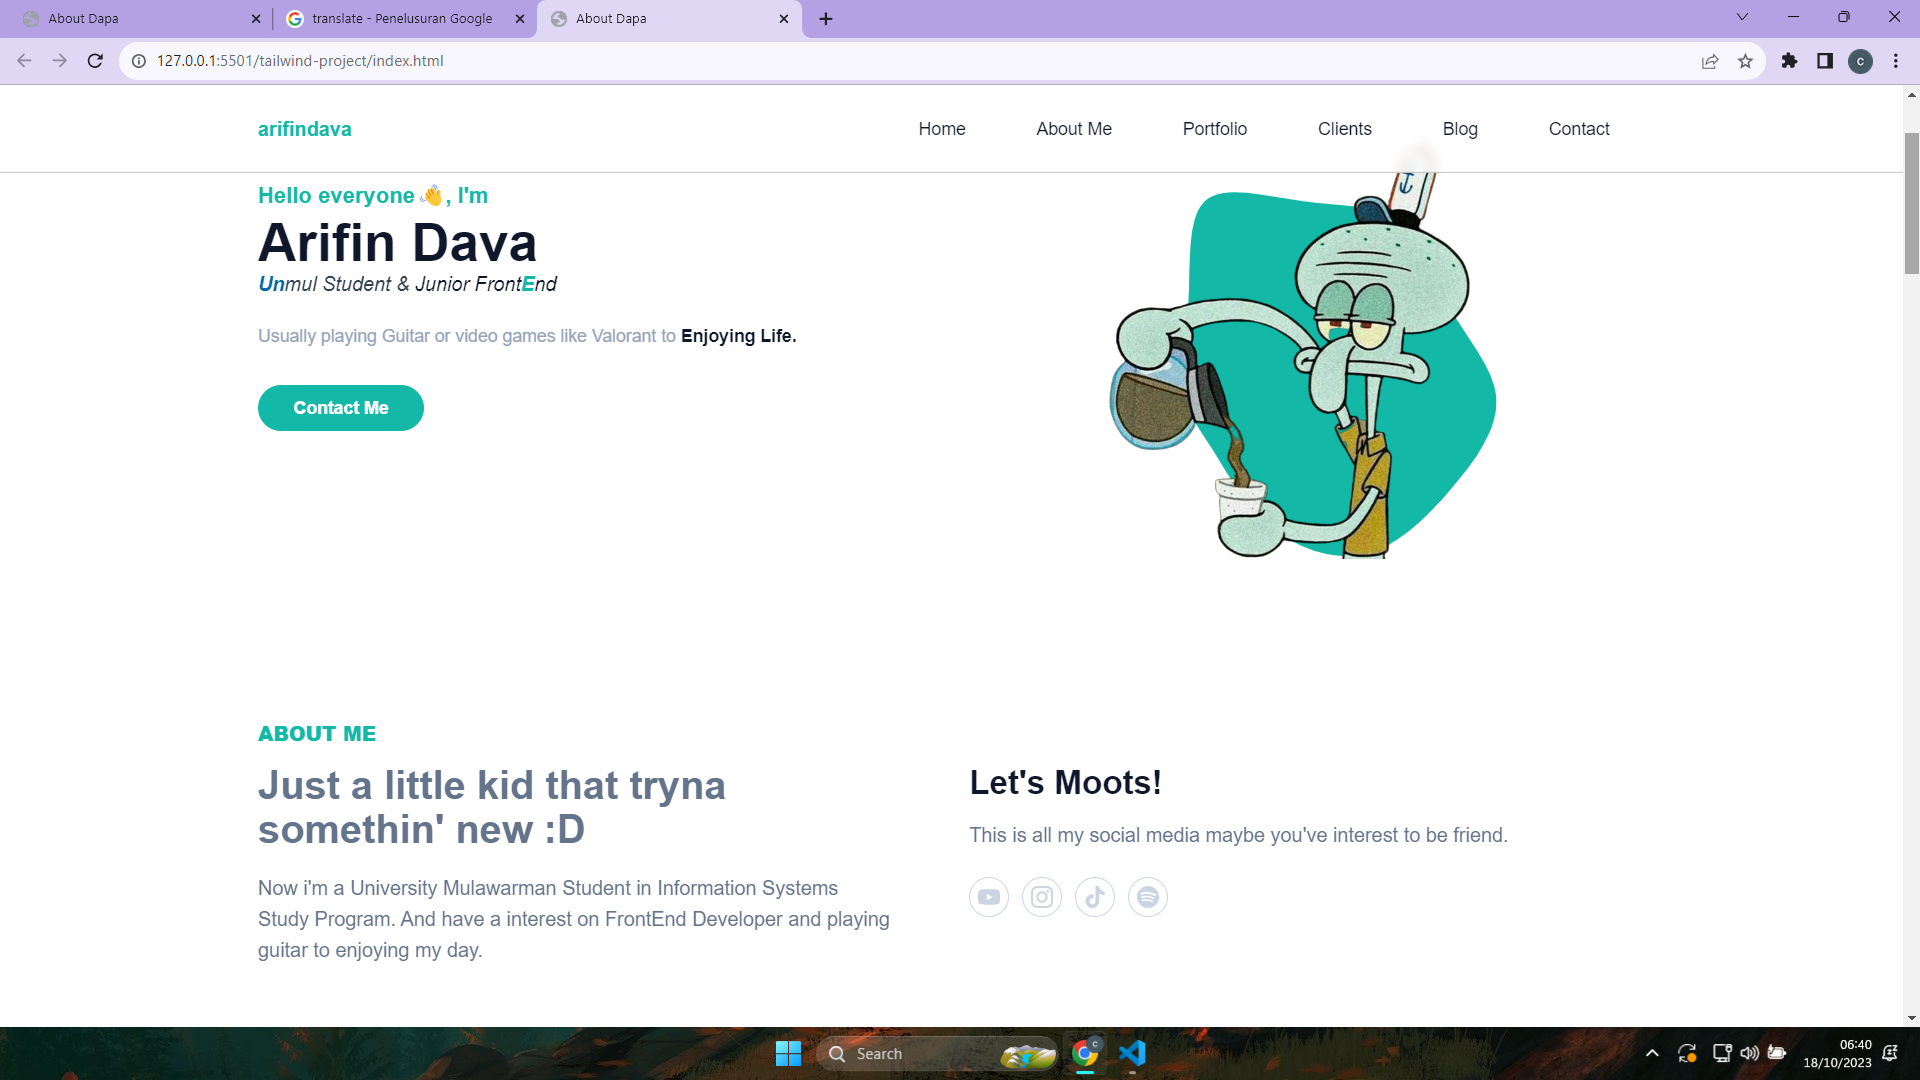 About Dapa
translate - Penelusuran Google
About Dapa
127.0.0.1:5501/tailwind-project/index.html
c
arifindava
Home
About Me
Portfolio
Clients
Blog
Contact
Hello everyone 👋, I'm
Arifin Dava
Unmul Student & Junior FrontEnd
Usually playing Guitar or video games like Valorant to Enjoying Life.
Contact Me
ABOUT ME
Just a little kid that tryna
somethin' new :D
Now i'm a University Mulawarman Student in Information Systems
Study Program. And have a interest on FrontEnd Developer and playing
guitar to enjoying my day.
Let's Moots!
This is all my social media maybe you've interest to be friend.
Search
c
06:40
18/10/2023